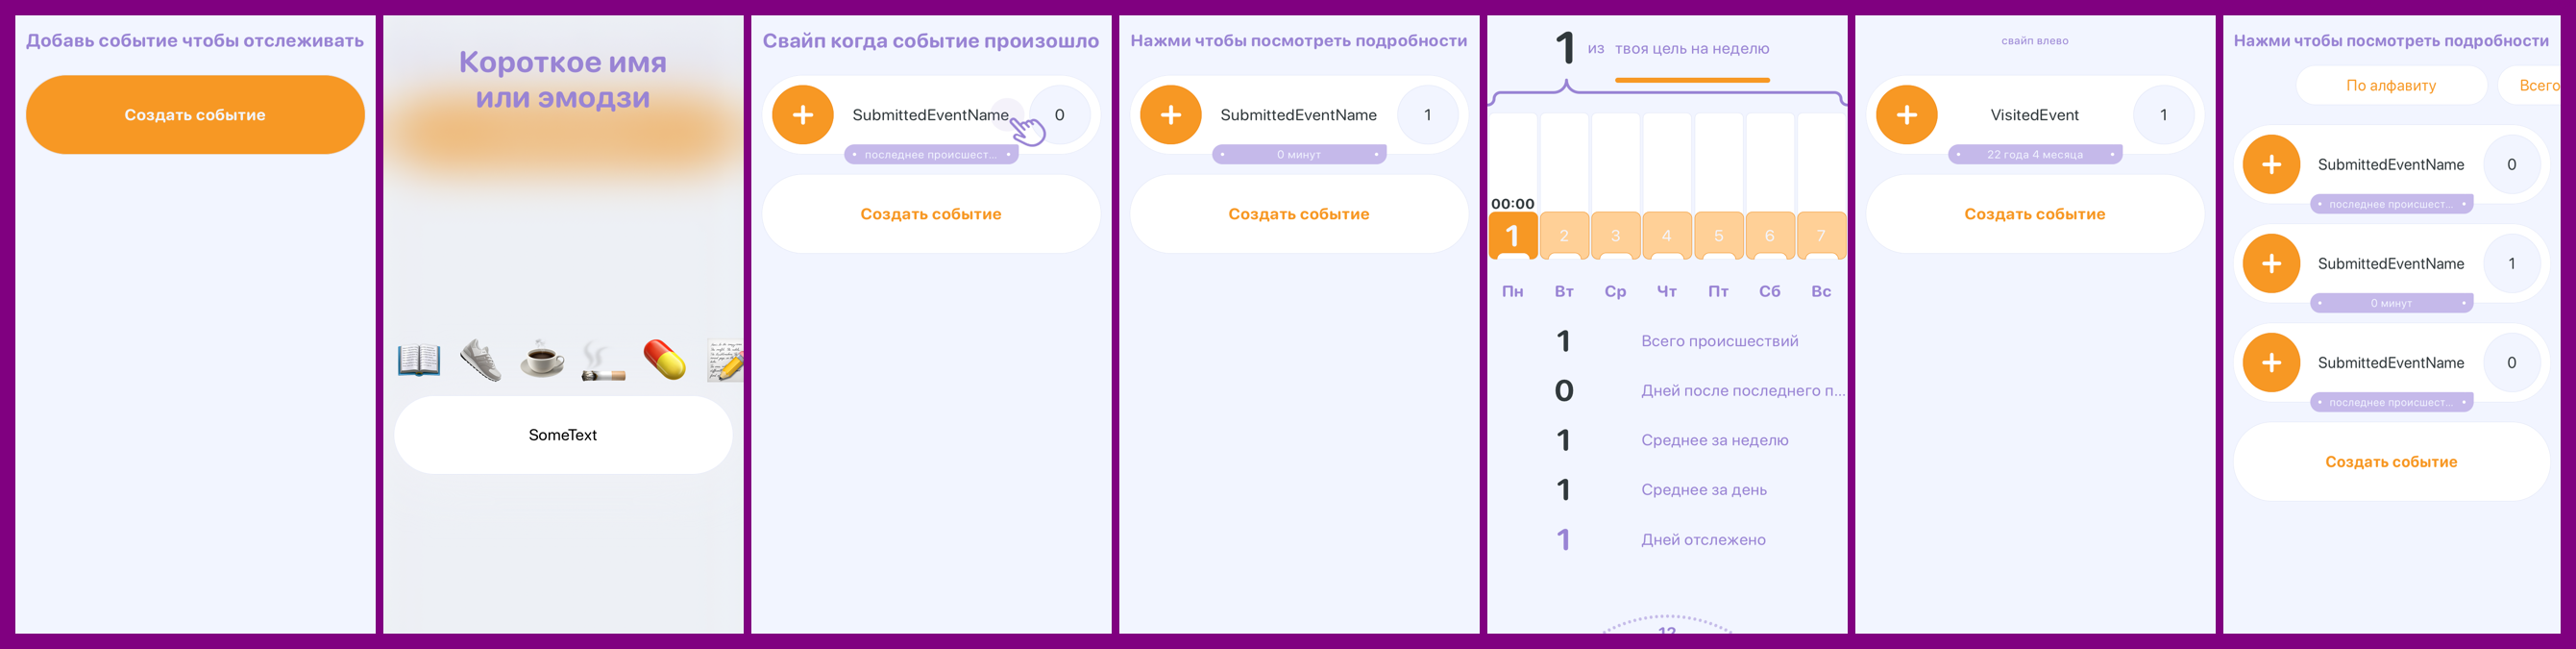 Добавь событие чтобы отслеживать
Создать событие
Короткое имя
или эмодзи
SomeText
Свайп когда событие произошло
SubmittedEventName
0
• последнее происшест... •
Создать событие
Нажми чтобы посмотреть подробности
SubmittedEventName
1
• 0 минут •
Создать событие
1 из твоя цель на неделю
00:00
1 2 3 4 5 6 7
Пн Вт Ср Чт Пт Сб Вс
1 Всего происшествий
0 Дней после последнего п...
1 Среднее за неделю
1 Среднее за день
1 Дней отслежено
12
свайп влево
VisitedEvent
1
• 22 года 4 месяца •
Создать событие
Нажми чтобы посмотреть подробности
По алфавиту Всего
SubmittedEventName
0
• последнее происшест... •
SubmittedEventName
1
• 0 минут •
SubmittedEventName
0
• последнее происшест... •
Создать событие